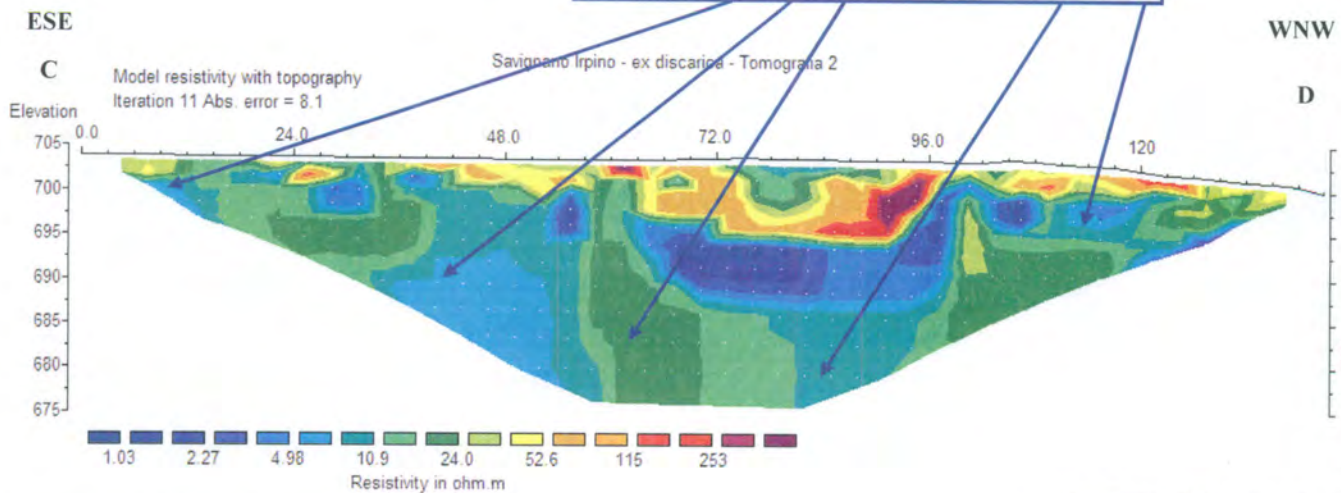 ESE
WNW
C
Savignano Irpino - ex discarica - Tomografia 2
D
Model resistivity with topography
Iteration 11 Abs. error = 8.1
Elevation
0.0 24.0 48.0 72.0 96.0 120
705
700
695
690
685
680
675
1.03 2.27 4.98 10.9 24.0 52.6 115 253
Resistivity in ohm.m